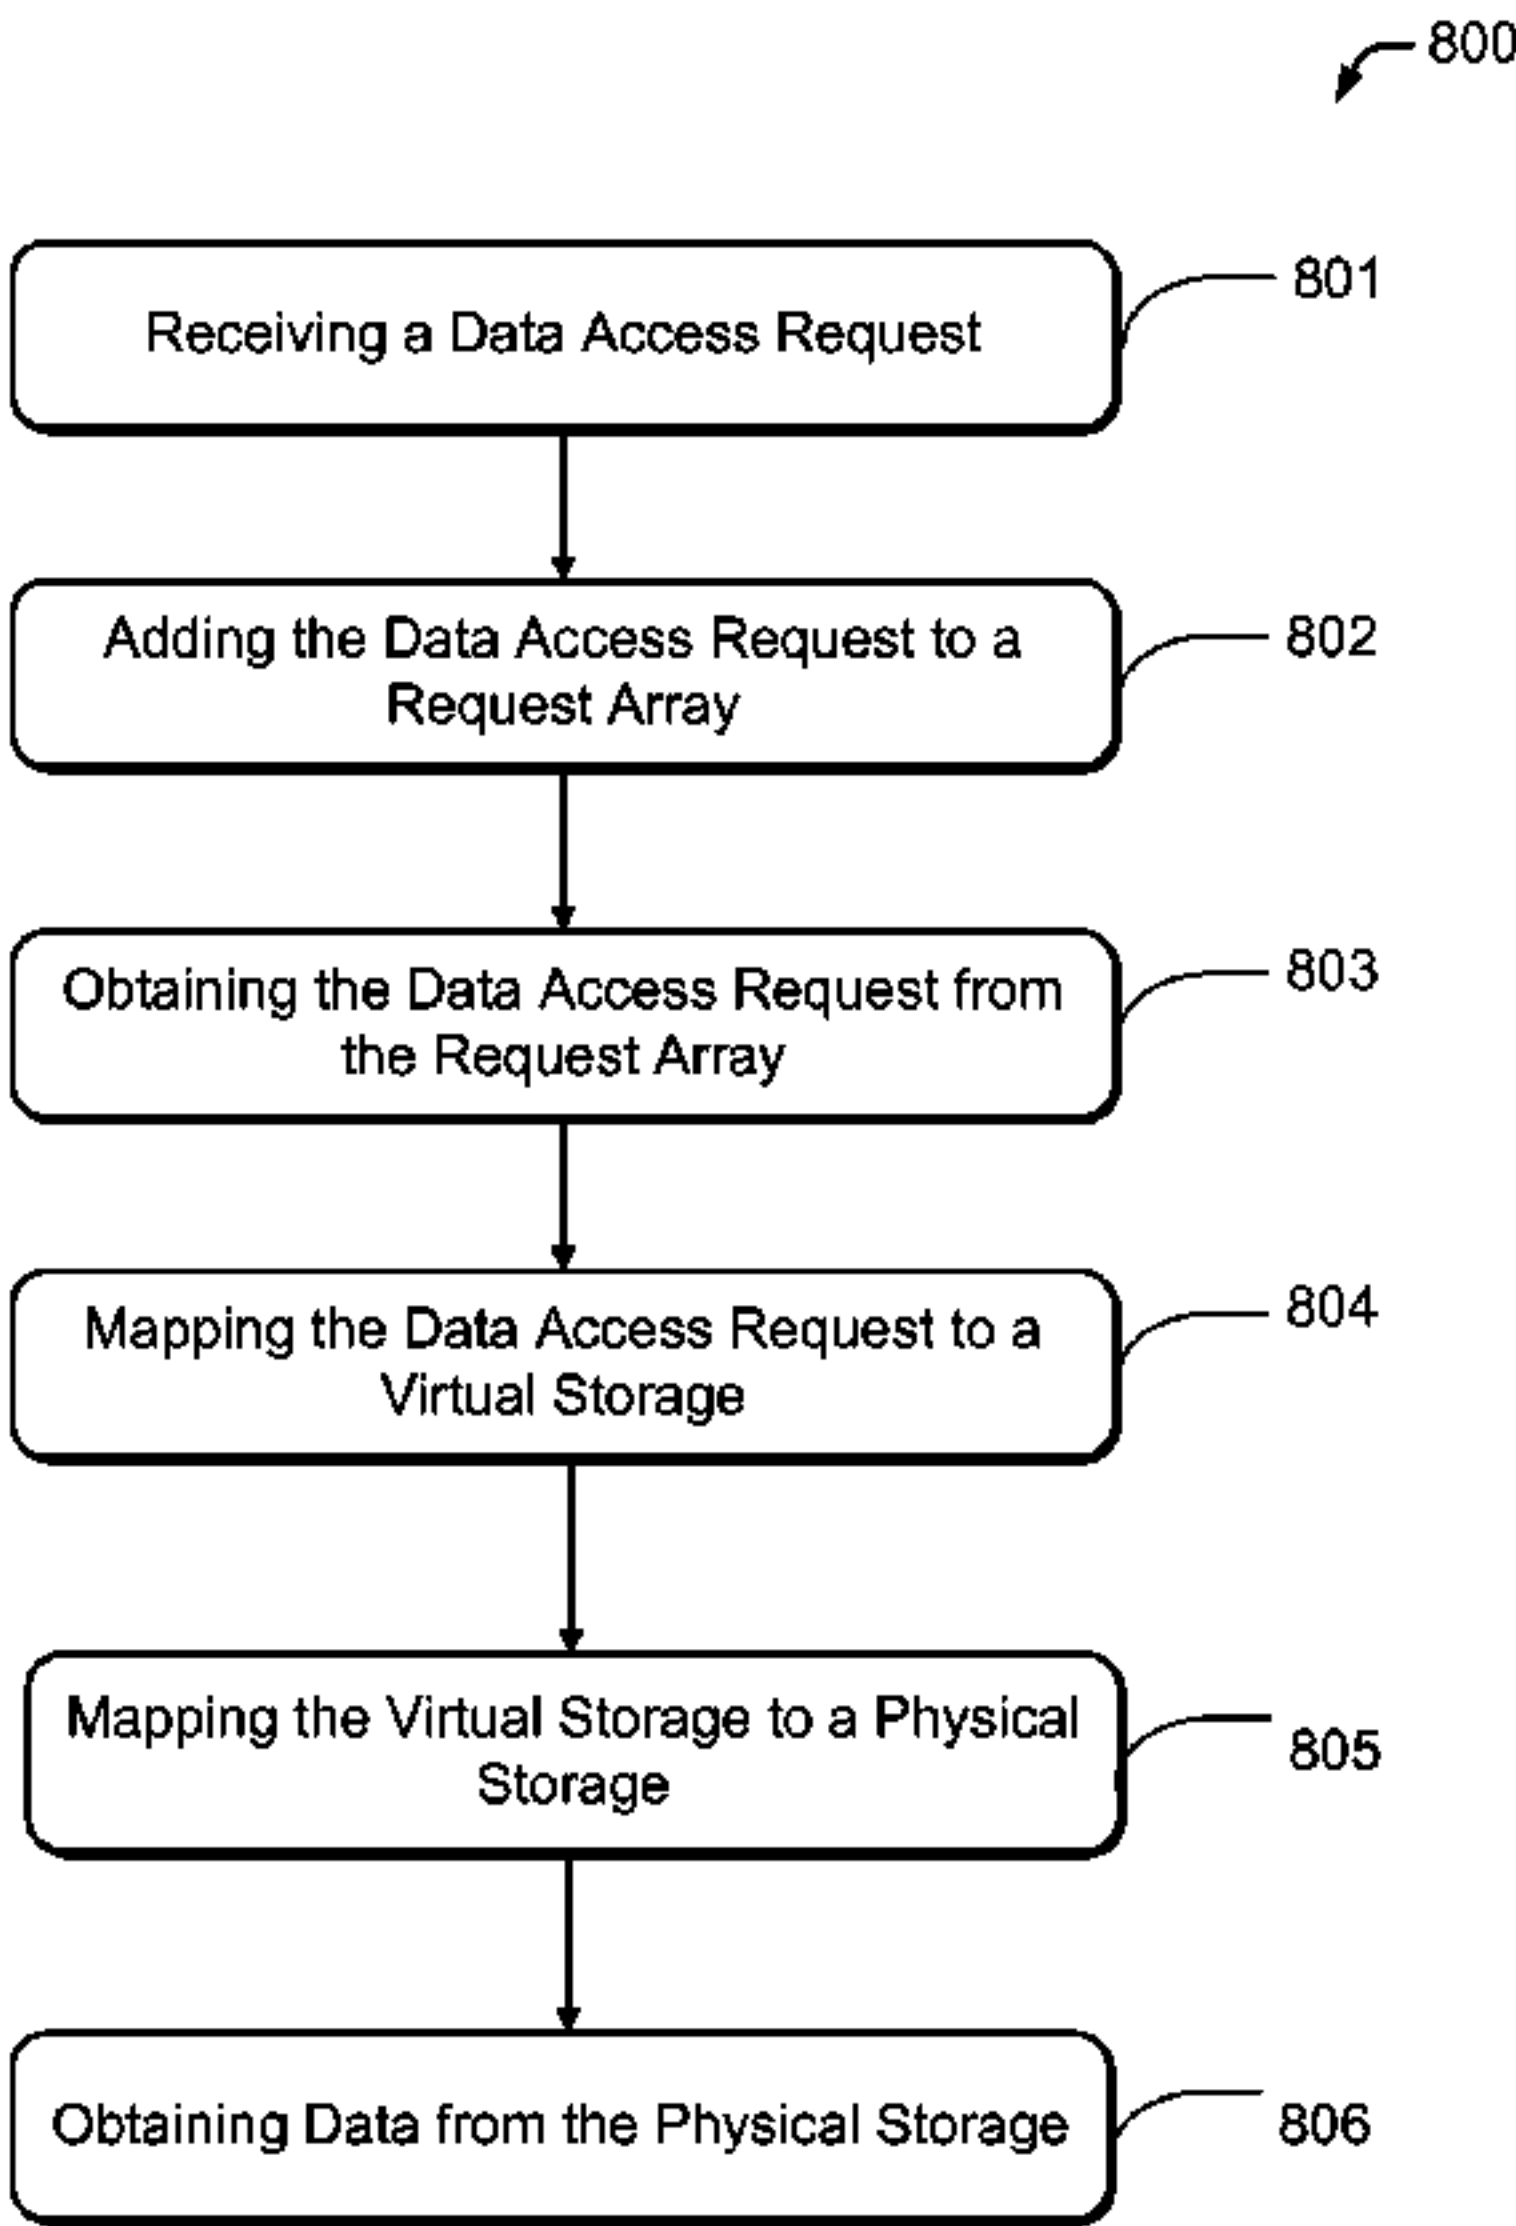 800
Receiving a Data Access Request
801
Adding the Data Access Request to a
Request Array
802
Obtaining the Data Access Request from
the Request Array
803
Mapping the Data Access Request to a
Virtual Storage
804
Mapping the Virtual Storage to a Physical
Storage
805
Obtaining Data from the Physical Storage
806